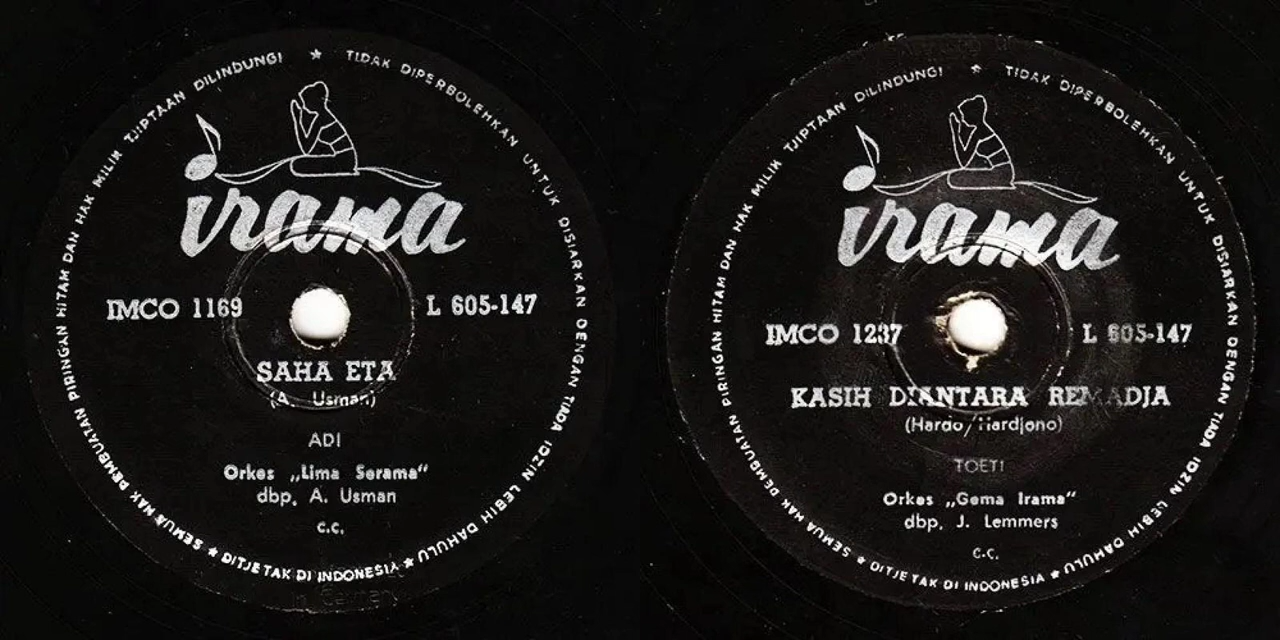 SEMUA HAK PEMBUATAN PIRINGAN HITAM DAN HAK MILIK TJIPTAAN DILINDUNGI ★ TIDAK DIPERBOLEHKAN UNTUK DISIARKAN DENGAN TIADA IDZIN LEBIH DAHULU ★ DITJETAK DI INDONESIA ★
irama
IMCO 1169 L 605-147
SAHA ETA
(A. Usman)
ADI
Orkes „Lima Serama“
dbp. A. Usman
c.c.
SEMUA HAK PEMBUATAN PIRINGAN HITAM DAN HAK MILIK TJIPTAAN DILINDUNGI ★ TIDAK DIPERBOLEHKAN UNTUK DISIARKAN DENGAN TIADA IDZIN LEBIH DAHULU ★ DITJETAK DI INDONESIA ★
irama
IMCO 1237 L 605-147
KASIH DIANTARA REMADJA
(Hardo/Hardjono)
TOETI
Orkes „Gema Irama“
dbp. J. Lemmers
c.c.